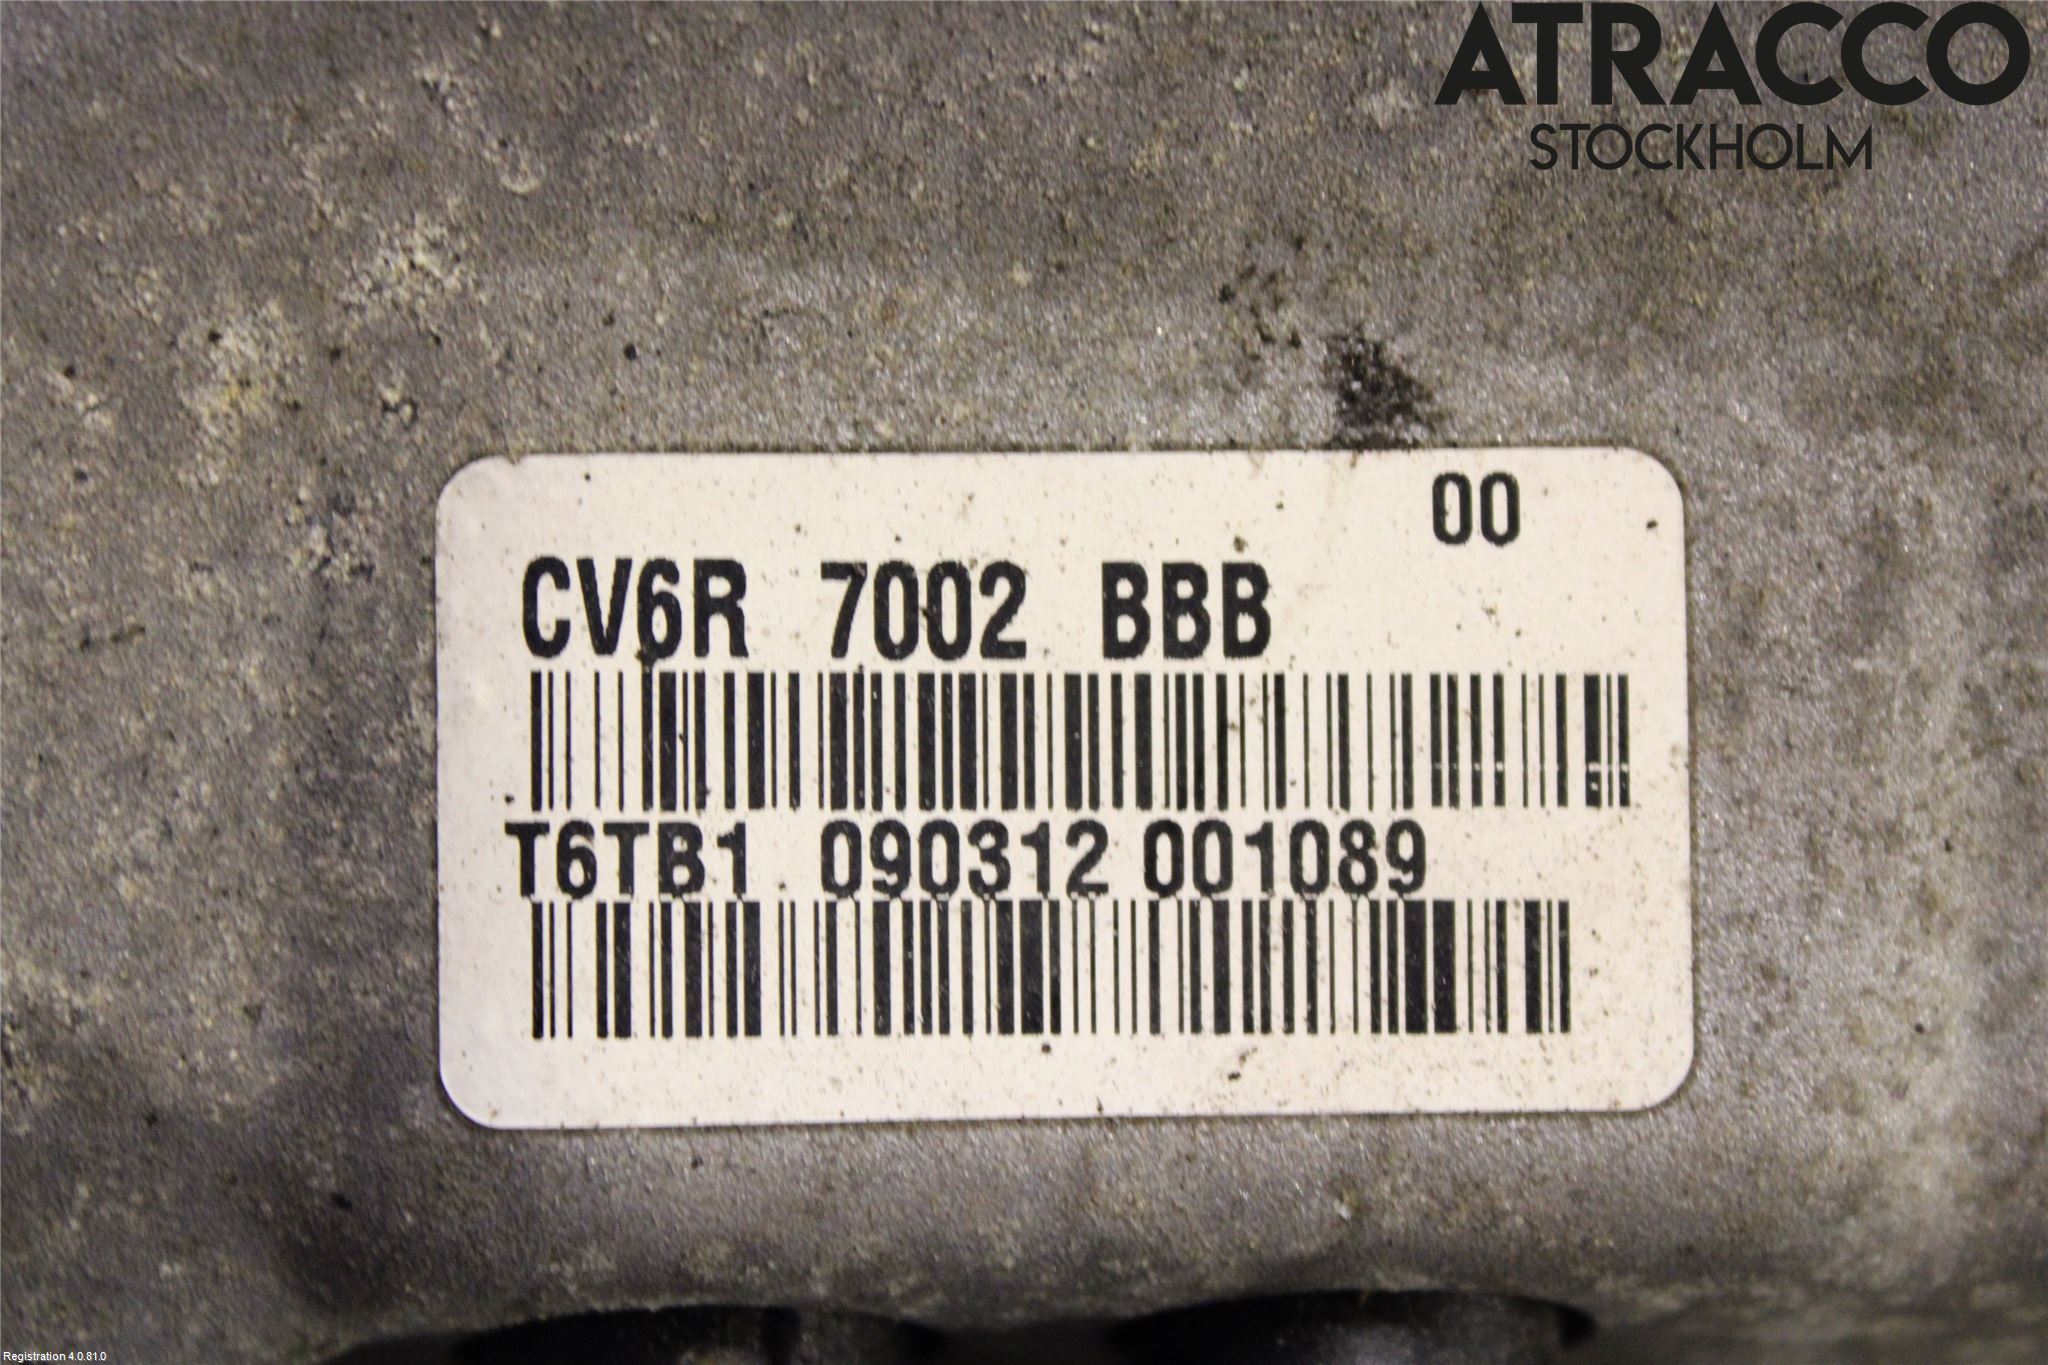 ATRACCO
STOCKHOLM
00
CV6R 7002 BBB
T6TB1 090312 001089
Registration 4.0.81.0